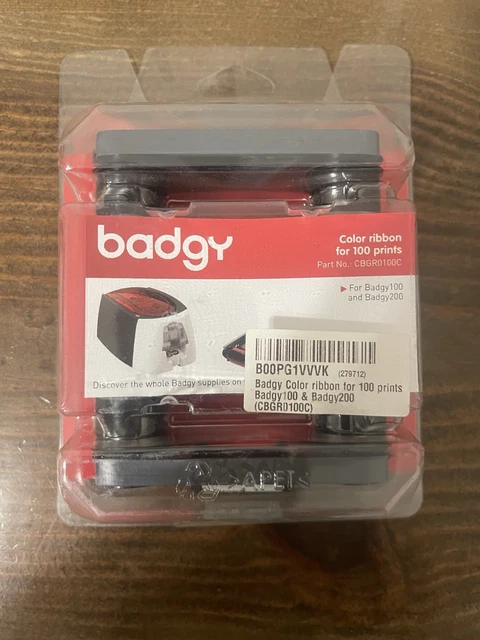 badgy
Color ribbon
for 100 prints
Part No.: CBGR0100C
▶ For Badgy100
and Badgy200
Discover the whole Badgy supplies on
B00PG1VVVK (279712)
Badgy Color ribbon for 100 prints
Badgy100 & Badgy200
(CBGR0100C)
>APET<